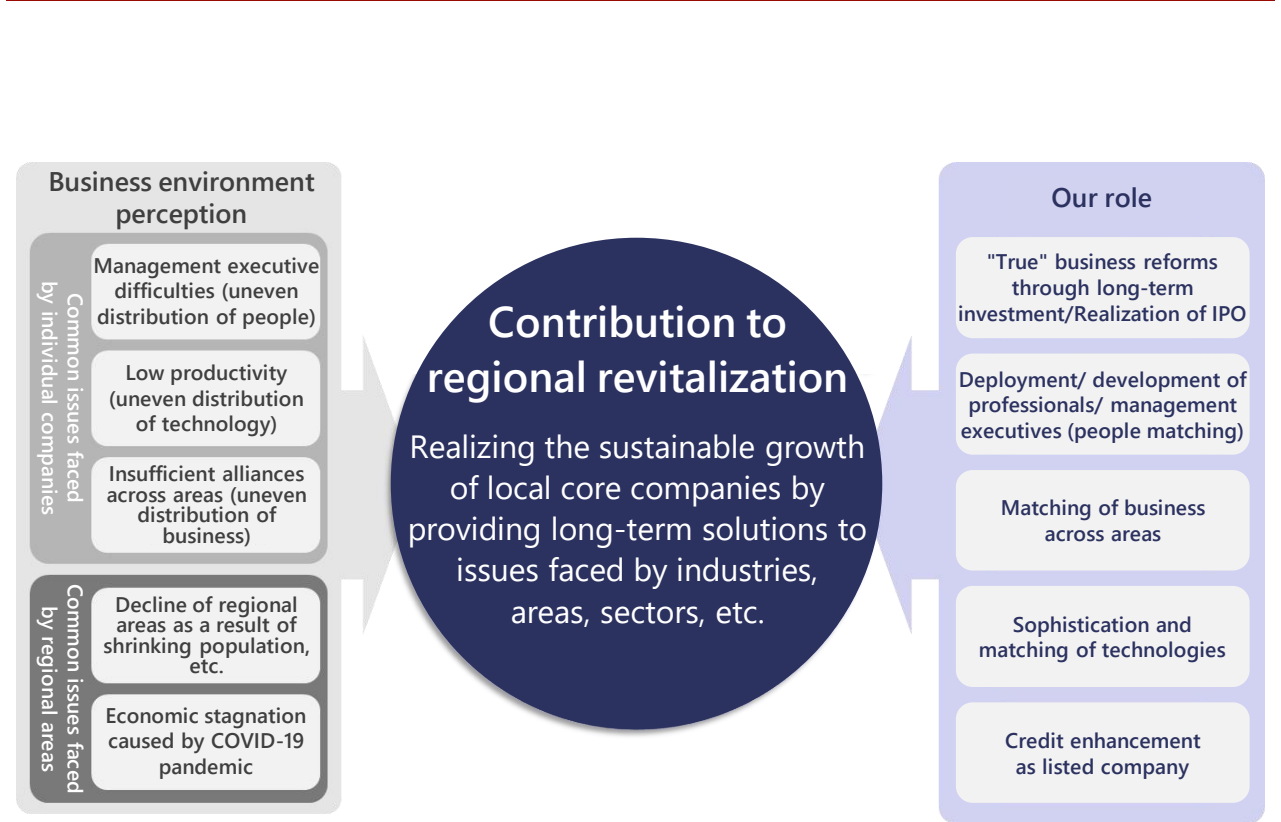 Business environment
perception
Common issues faced
by individual companies
Management executive
difficulties (uneven
distribution of people)
Low productivity
(uneven distribution
of technology)
Insufficient alliances
across areas (uneven
distribution of
business)
Common issues faced
by regional areas
Decline of regional
areas as a result of
shrinking population,
etc.
Economic stagnation
caused by COVID-19
pandemic
Contribution to
regional revitalization
Realizing the sustainable growth
of local core companies by
providing long-term solutions to
issues faced by industries,
areas, sectors, etc.
Our role
"True" business reforms
through long-term
investment/Realization of IPO
Deployment/ development of
professionals/ management
executives (people matching)
Matching of business
across areas
Sophistication and
matching of technologies
Credit enhancement
as listed company